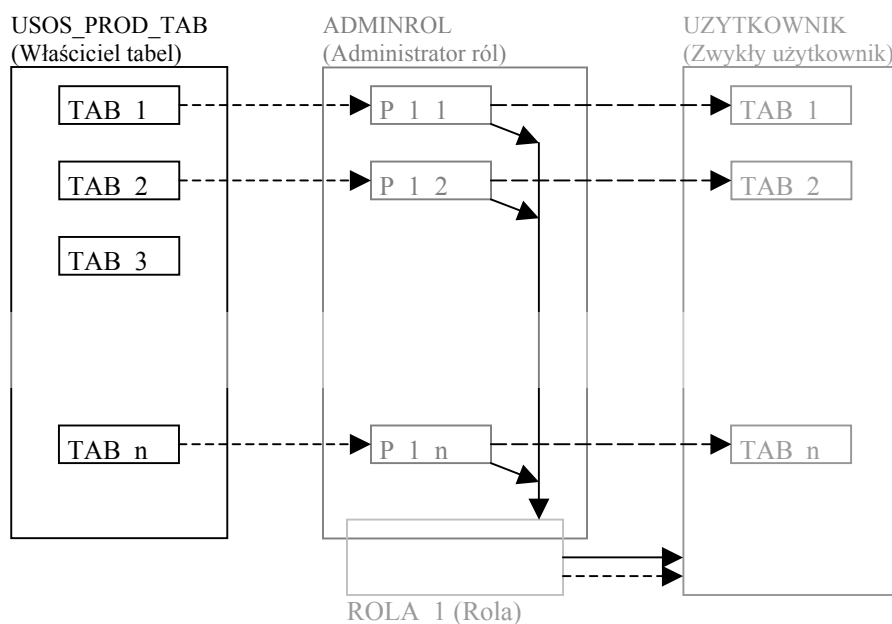 USOS_PROD_TAB ADMINROL UZYTKOWNIK
(Właściciel tabel) (Administrator ról) (Zwykły użytkownik)
TAB_1 P_1_1 TAB_1
TAB_2 P_1_2 TAB_2
TAB_3
TAB_n P_1_n TAB_n
ROLA_1 (Rola)